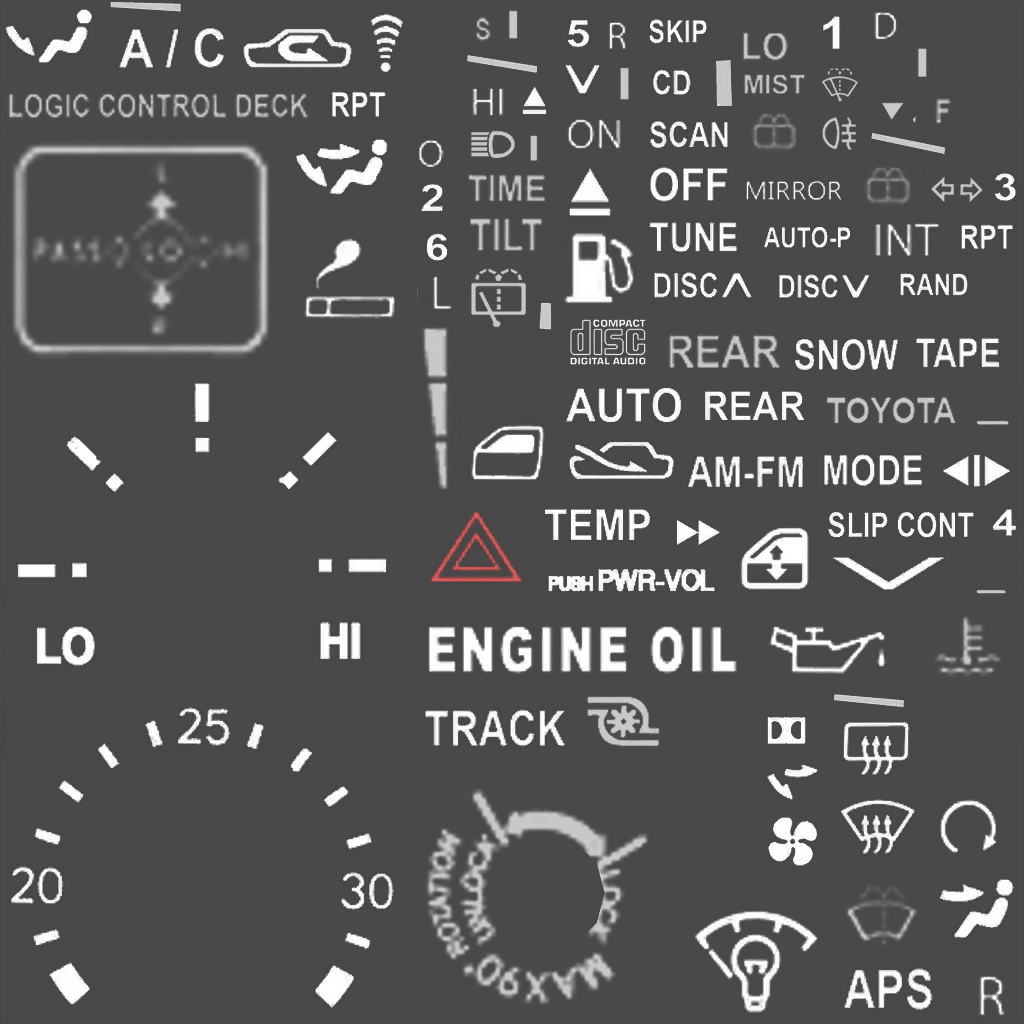 A/C
LOGIC CONTROL DECK RPT
S
HI
O
2
TIME
6
TILT
L
5 R SKIP
LO
1 D
CD
MIST
F
ON SCAN
OFF MIRROR 3
TUNE AUTO-P INT RPT
DISC DISC RAND
COMPACT
disc
DIGITAL AUDIO
REAR SNOW TAPE
AUTO REAR TOYOTA
AM-FM MODE
TEMP
SLIP CONT 4
PUSH PWR-VOL
LO HI
ENGINE OIL
TRACK
25
20 30
ROTATION
UNLOCK
LOCK
MAX90°
APS R